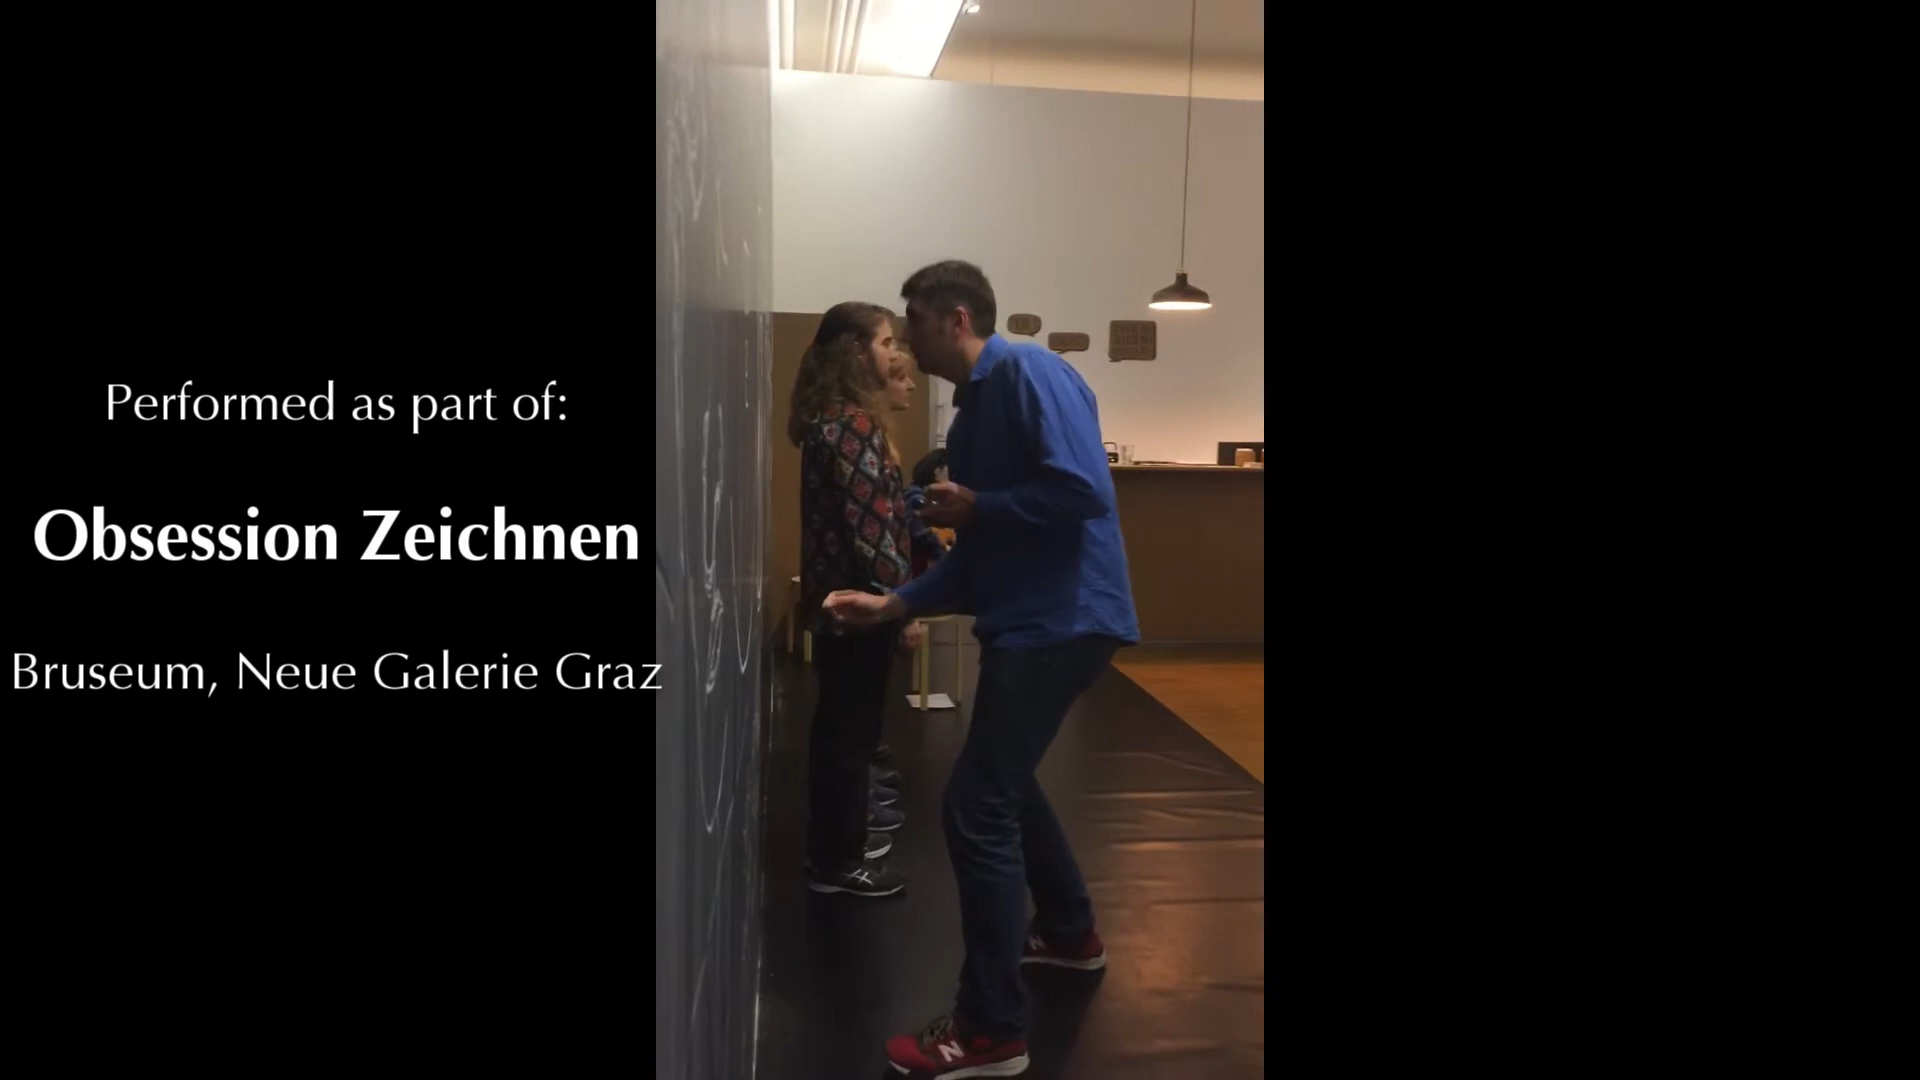 Performed as part of:
Obsession Zeichnen
Bruseum, Neue Galerie Graz
N
N